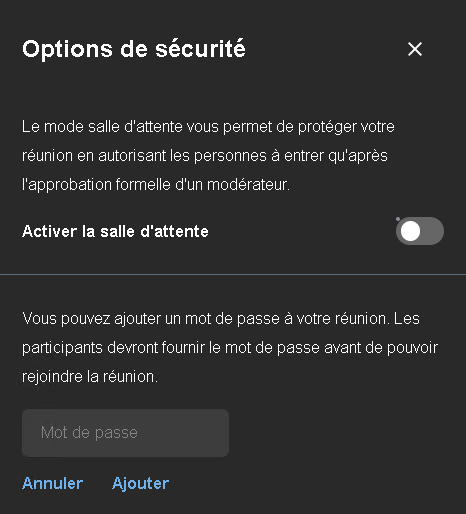 Options de sécurité
Le mode salle d'attente vous permet de protéger votre
réunion en autorisant les personnes à entrer qu'après
l'approbation formelle d'un modérateur.
Activer la salle d'attente
Vous pouvez ajouter un mot de passe à votre réunion. Les
participants devront fournir le mot de passe avant de pouvoir
rejoindre la réunion.
Mot de passe
Annuler Ajouter